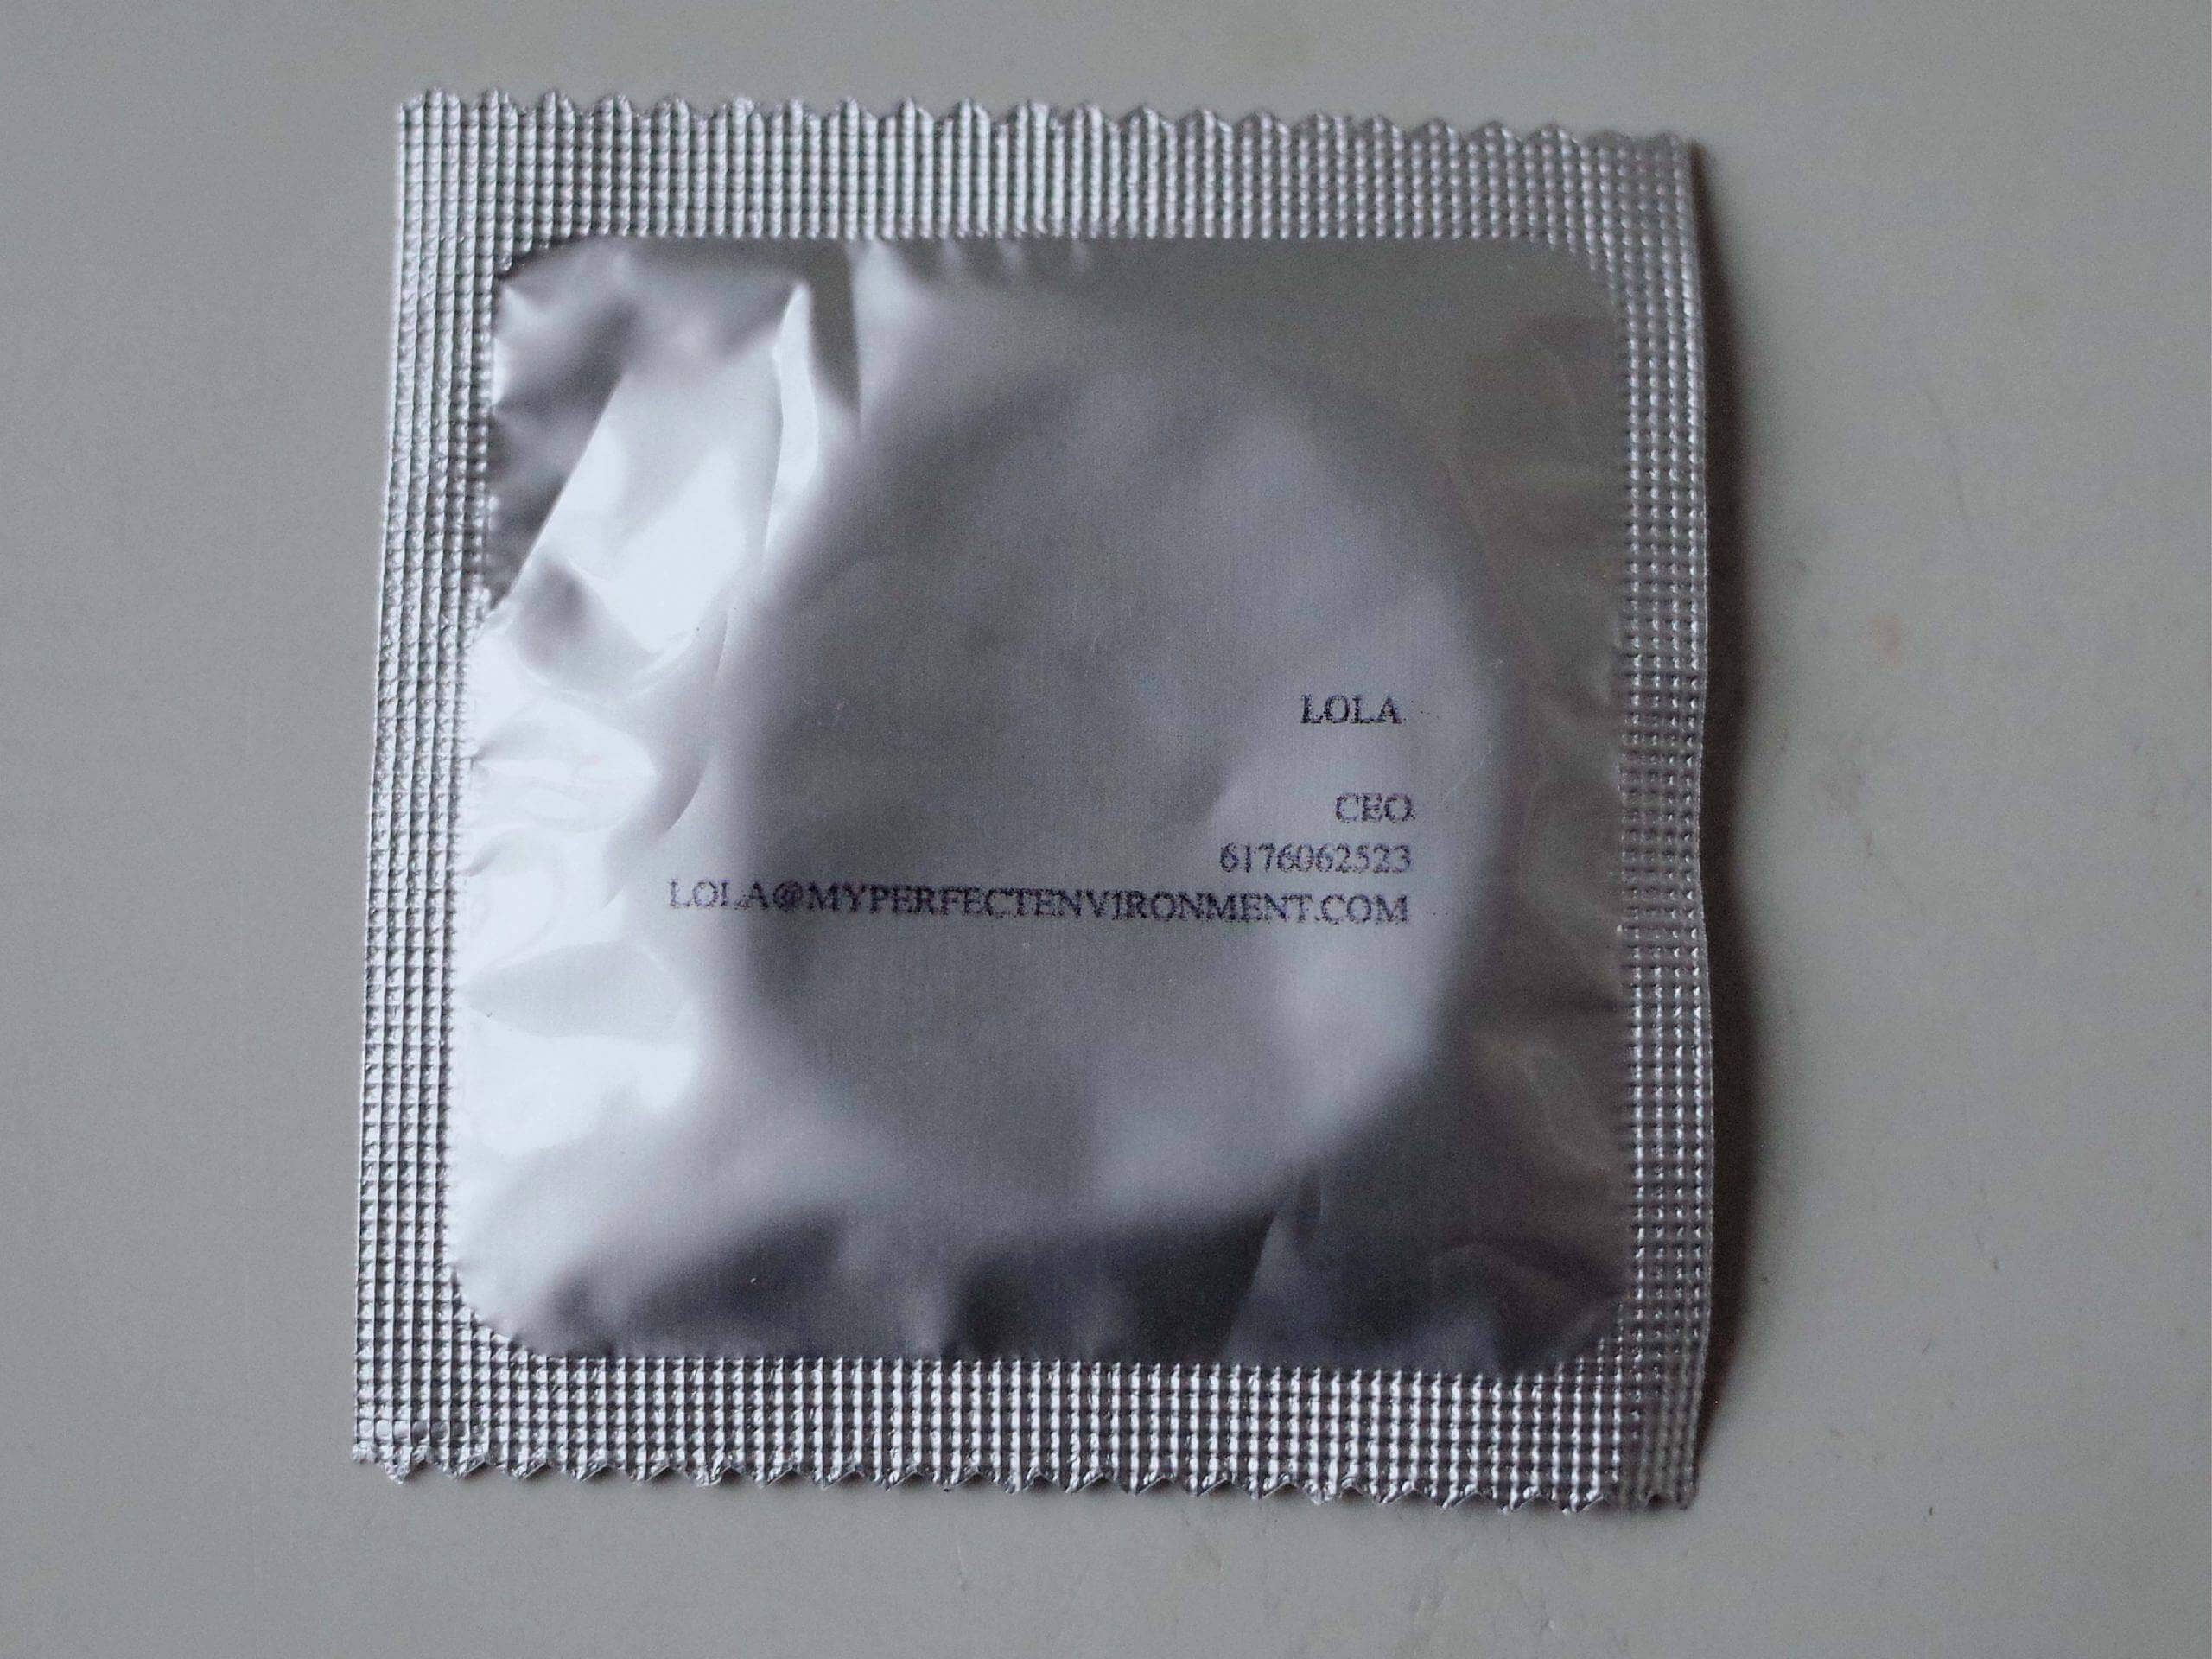 LOLA
CEO
6176062523
LOLA@MYPERFECTENVIRONMENT.COM